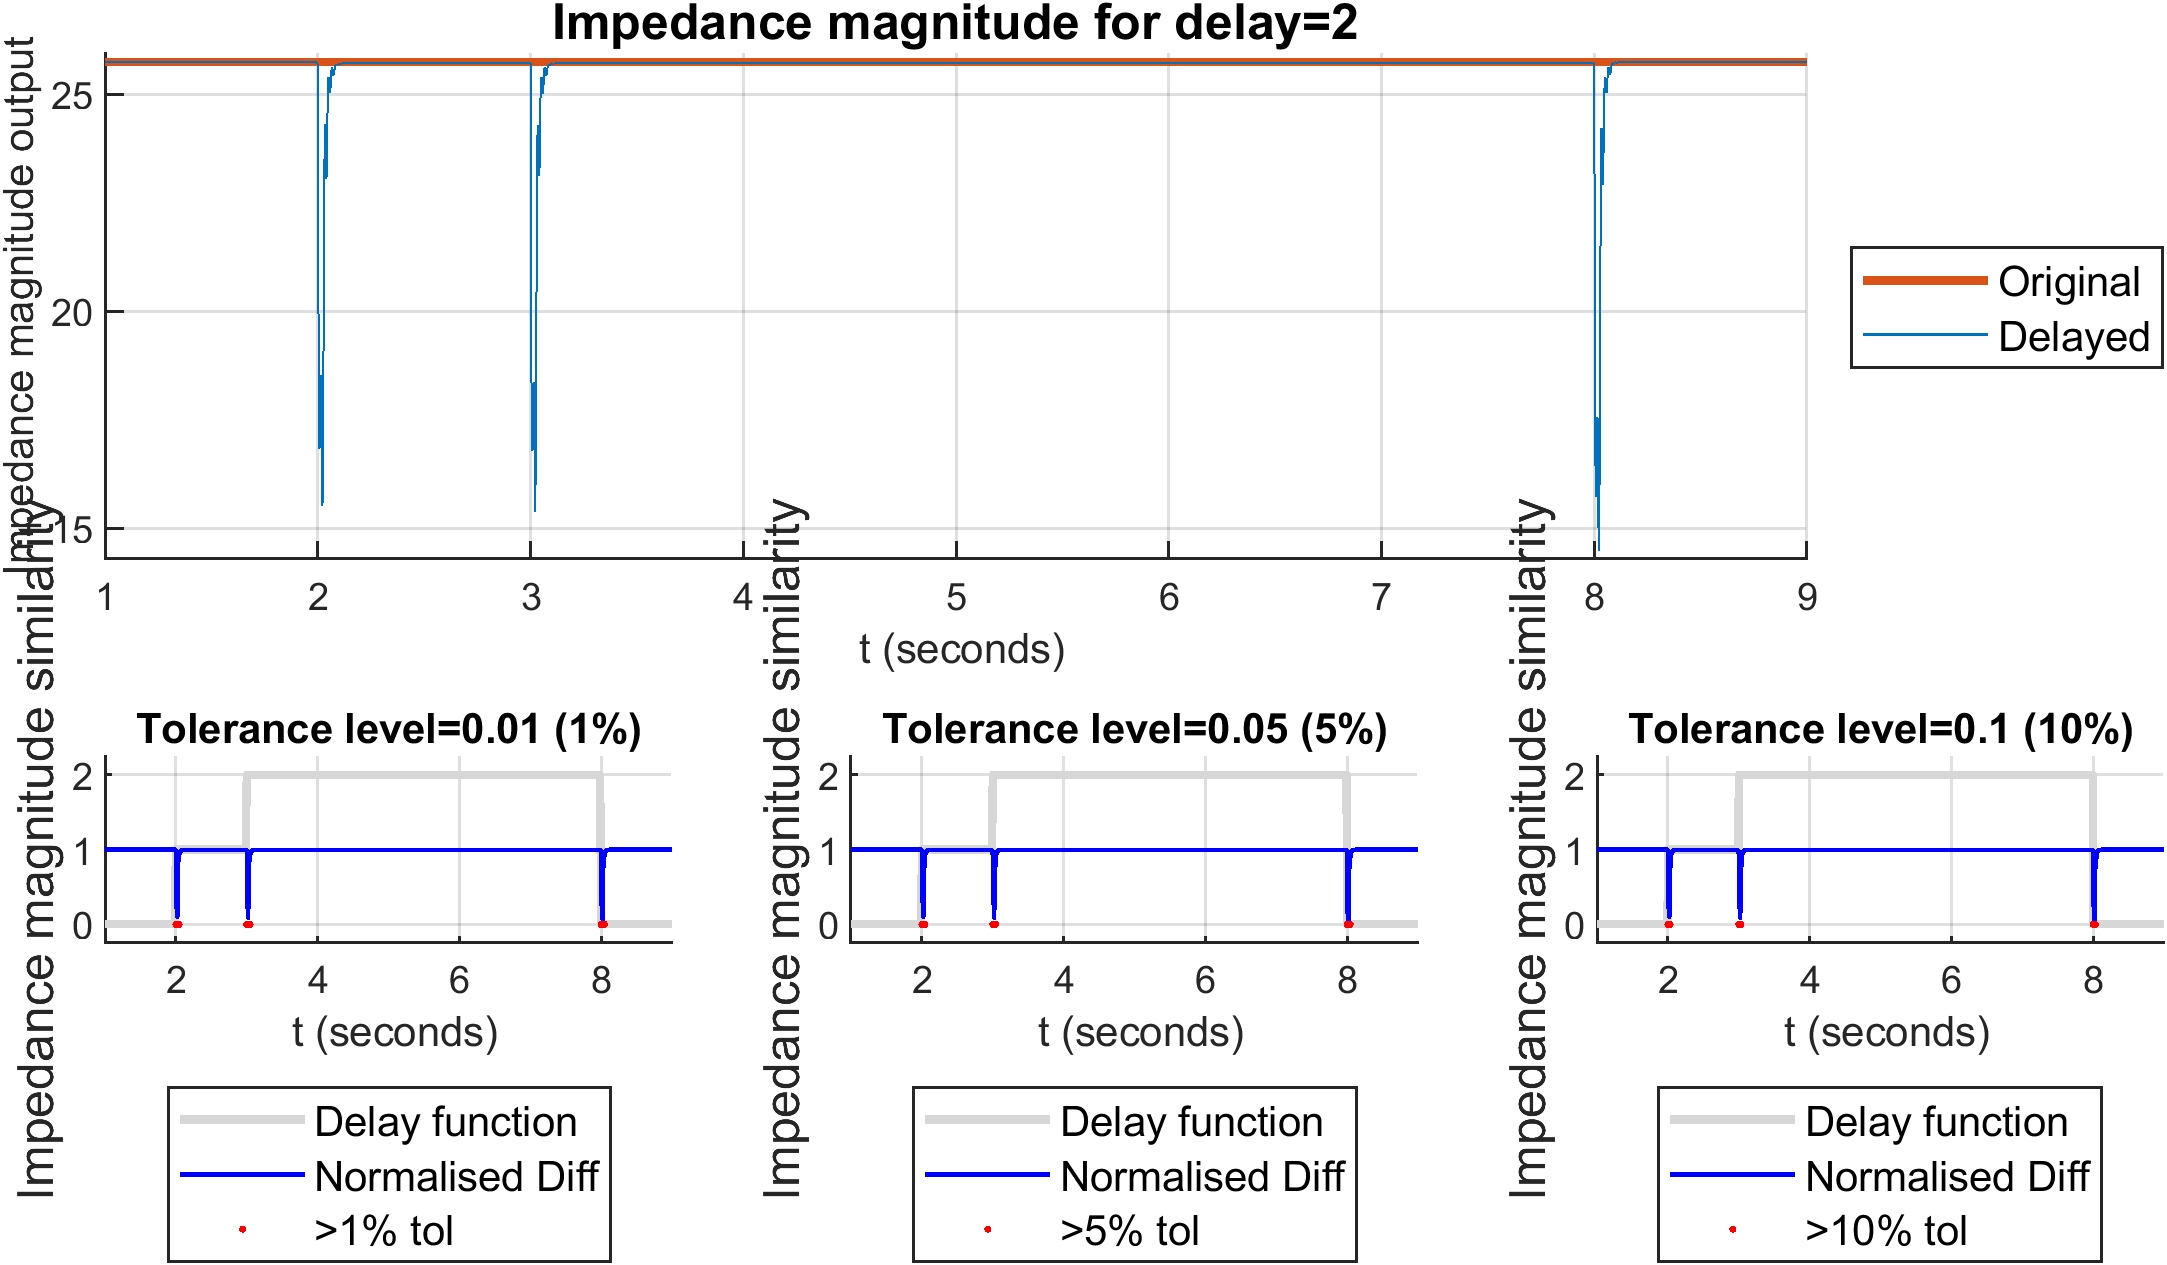 Impedance magnitude for delay=2
Impedance magnitude output
25
20
15
1 2 3 4 5 6 7 8 9
t (seconds)
Original
Delayed
Tolerance level=0.01 (1%)
Impedance magnitude similarity
2
1
0
2 4 6 8
t (seconds)
Delay function
Normalised Diff
>1% tol
Tolerance level=0.05 (5%)
Impedance magnitude similarity
2
1
0
2 4 6 8
t (seconds)
Delay function
Normalised Diff
>5% tol
Tolerance level=0.1 (10%)
Impedance magnitude similarity
2
1
0
2 4 6 8
t (seconds)
Delay function
Normalised Diff
>10% tol